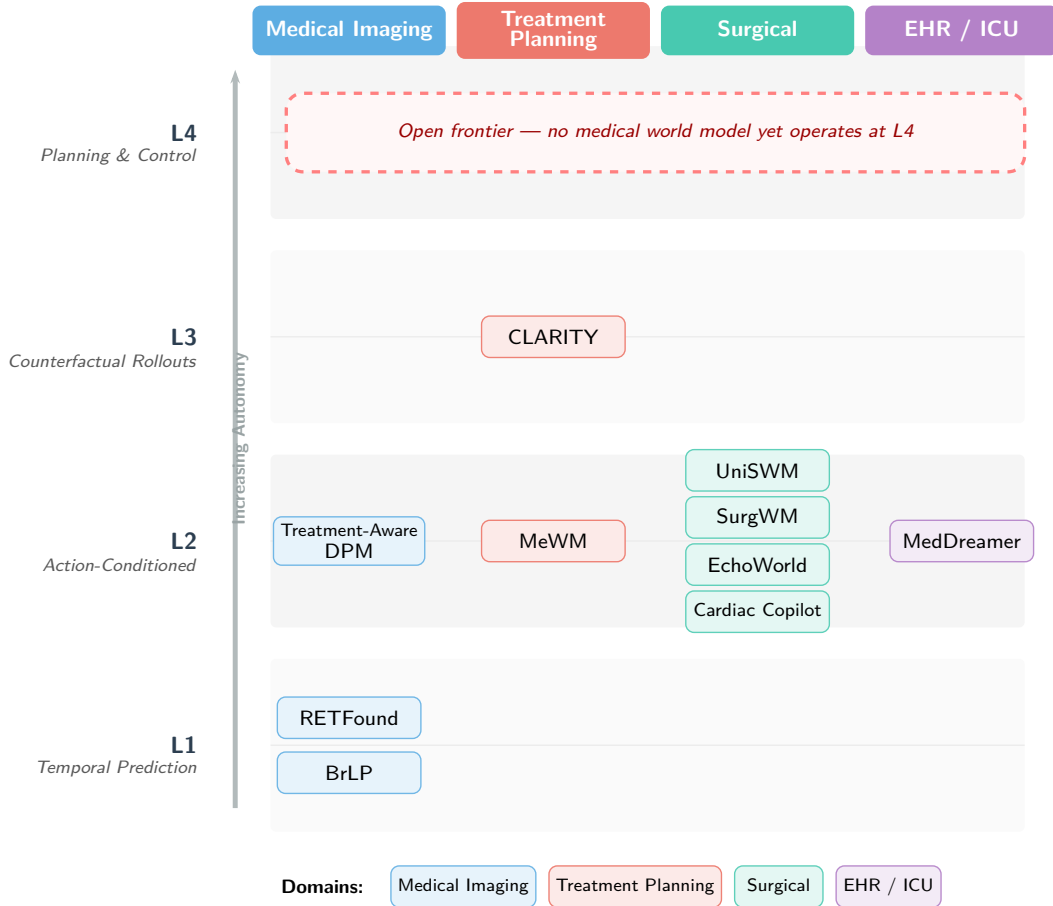 Medical Imaging
Treatment
Planning
Surgical
EHR / ICU
L4
Planning & Control
Open frontier — no medical world model yet operates at L4
L3
Counterfactual Rollouts
CLARITY
Increasing Autonomy
L2
Action-Conditioned
Treatment-Aware
DPM
MeWM
UniSWM
SurgWM
EchoWorld
Cardiac Copilot
MedDreamer
L1
Temporal Prediction
RETFound
BrLP
Domains:
Medical Imaging
Treatment Planning
Surgical
EHR / ICU